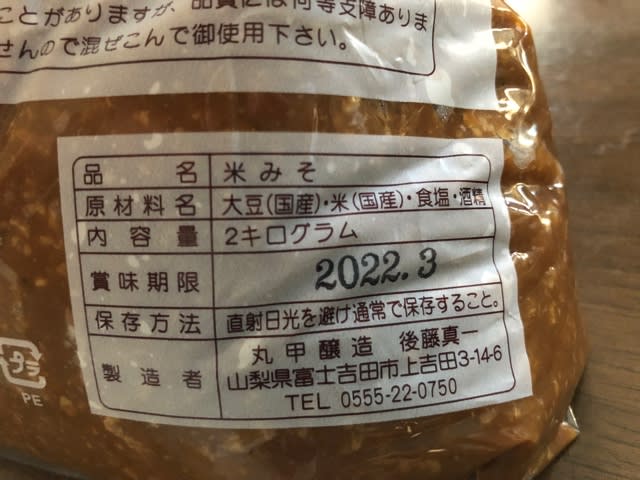 ことがありますが、品質には何等支障ありま
せんので混ぜこんで御使用下さい。
品名 米みそ
原材料名 大豆(国産)・米(国産)・食塩・酒精
内容量 2キログラム
賞味期限 2022.3
保存方法 直射日光を避け通常で保存すること。
製造者 丸甲醸造 後藤真一
山梨県富士吉田市上吉田3-14-6
TEL 0555-22-0750
プラ
PE